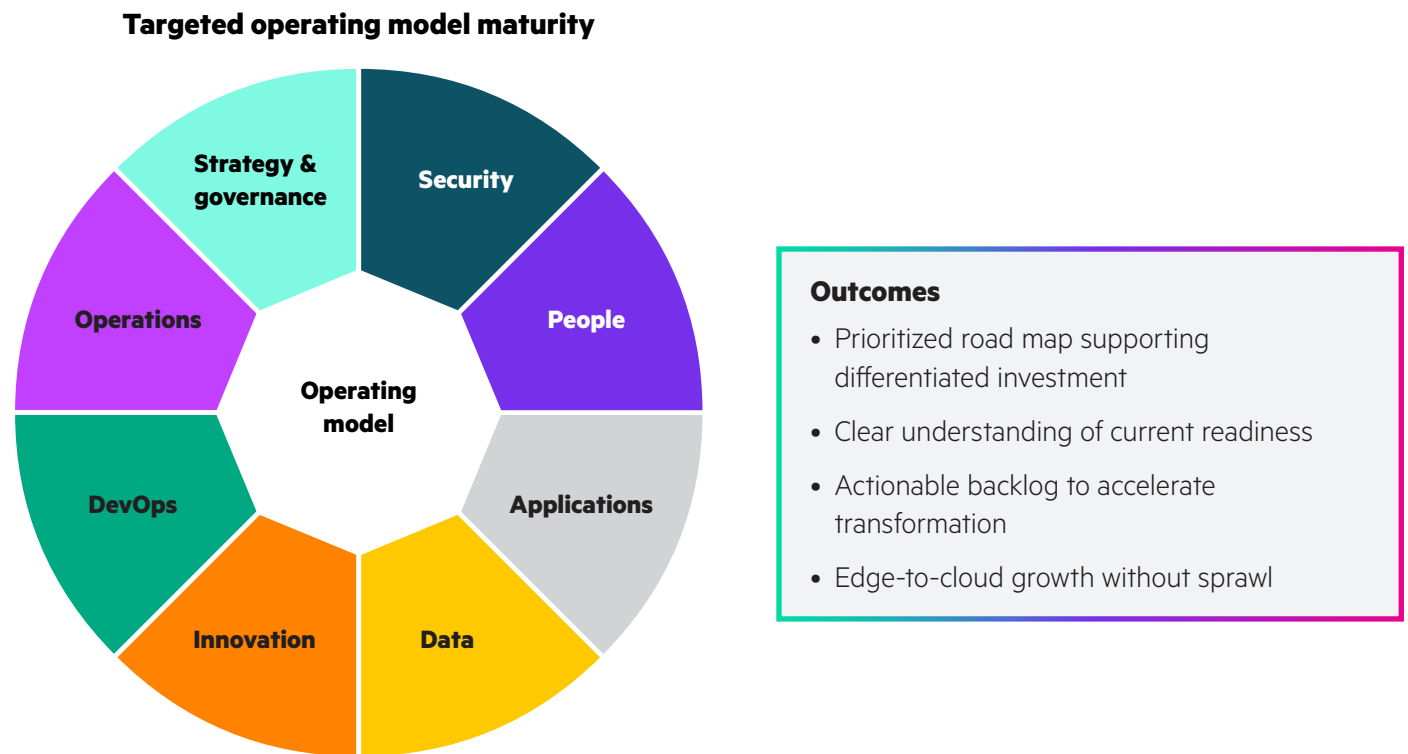 Targeted operating model maturity
Strategy &
governance
Security
Operations
People
Operating
model
DevOps
Applications
Innovation
Data
Outcomes
• Prioritized road map supporting
differentiated investment
• Clear understanding of current readiness
• Actionable backlog to accelerate
transformation
• Edge-to-cloud growth without sprawl